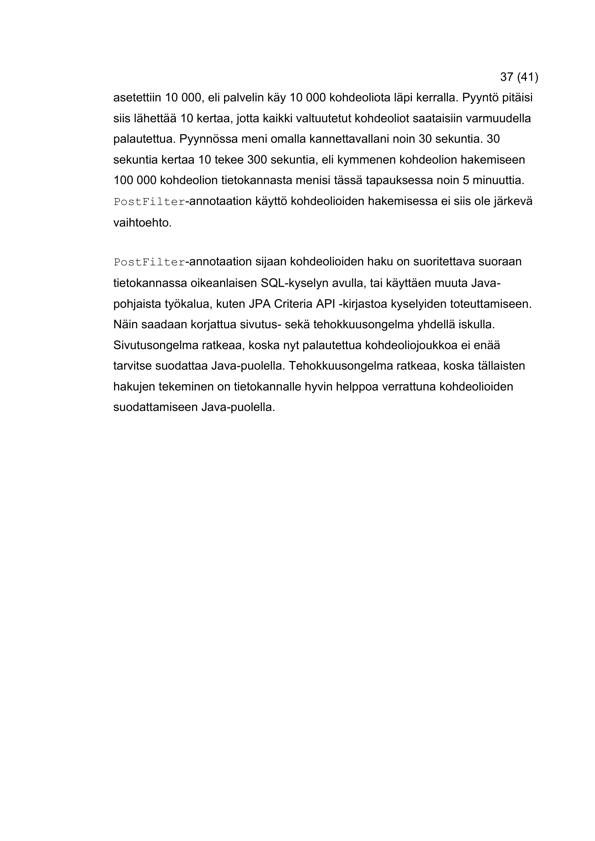 37 (41)
asetettiin 10 000, eli palvelin käy 10 000 kohdeoliota läpi kerralla. Pyyntö pitäisi
siis lähettää 10 kertaa, jotta kaikki valtuutetut kohdeoliot saataisiin varmuudella
palautettua. Pyynnössa meni omalla kannettavallani noin 30 sekuntia. 30
sekuntia kertaa 10 tekee 300 sekuntia, eli kymmenen kohdeolion hakemiseen
100 000 kohdeolion tietokannasta menisi tässä tapauksessa noin 5 minuuttia.
PostFilter-annotaation käyttö kohdeolioiden hakemisessa ei siis ole järkevä
vaihtoehto.
PostFilter-annotaation sijaan kohdeolioiden haku on suoritettava suoraan
tietokannassa oikeanlaisen SQL-kyselyn avulla, tai käyttäen muuta Java-
pohjaista työkalua, kuten JPA Criteria API -kirjastoa kyselyiden toteuttamiseen.
Näin saadaan korjattua sivutus- sekä tehokkuusongelma yhdellä iskulla.
Sivutusongelma ratkeaa, koska nyt palautettua kohdeoliojoukkoa ei enää
tarvitse suodattaa Java-puolella. Tehokkuusongelma ratkeaa, koska tällaisten
hakujen tekeminen on tietokannalle hyvin helppoa verrattuna kohdeolioiden
suodattamiseen Java-puolella.